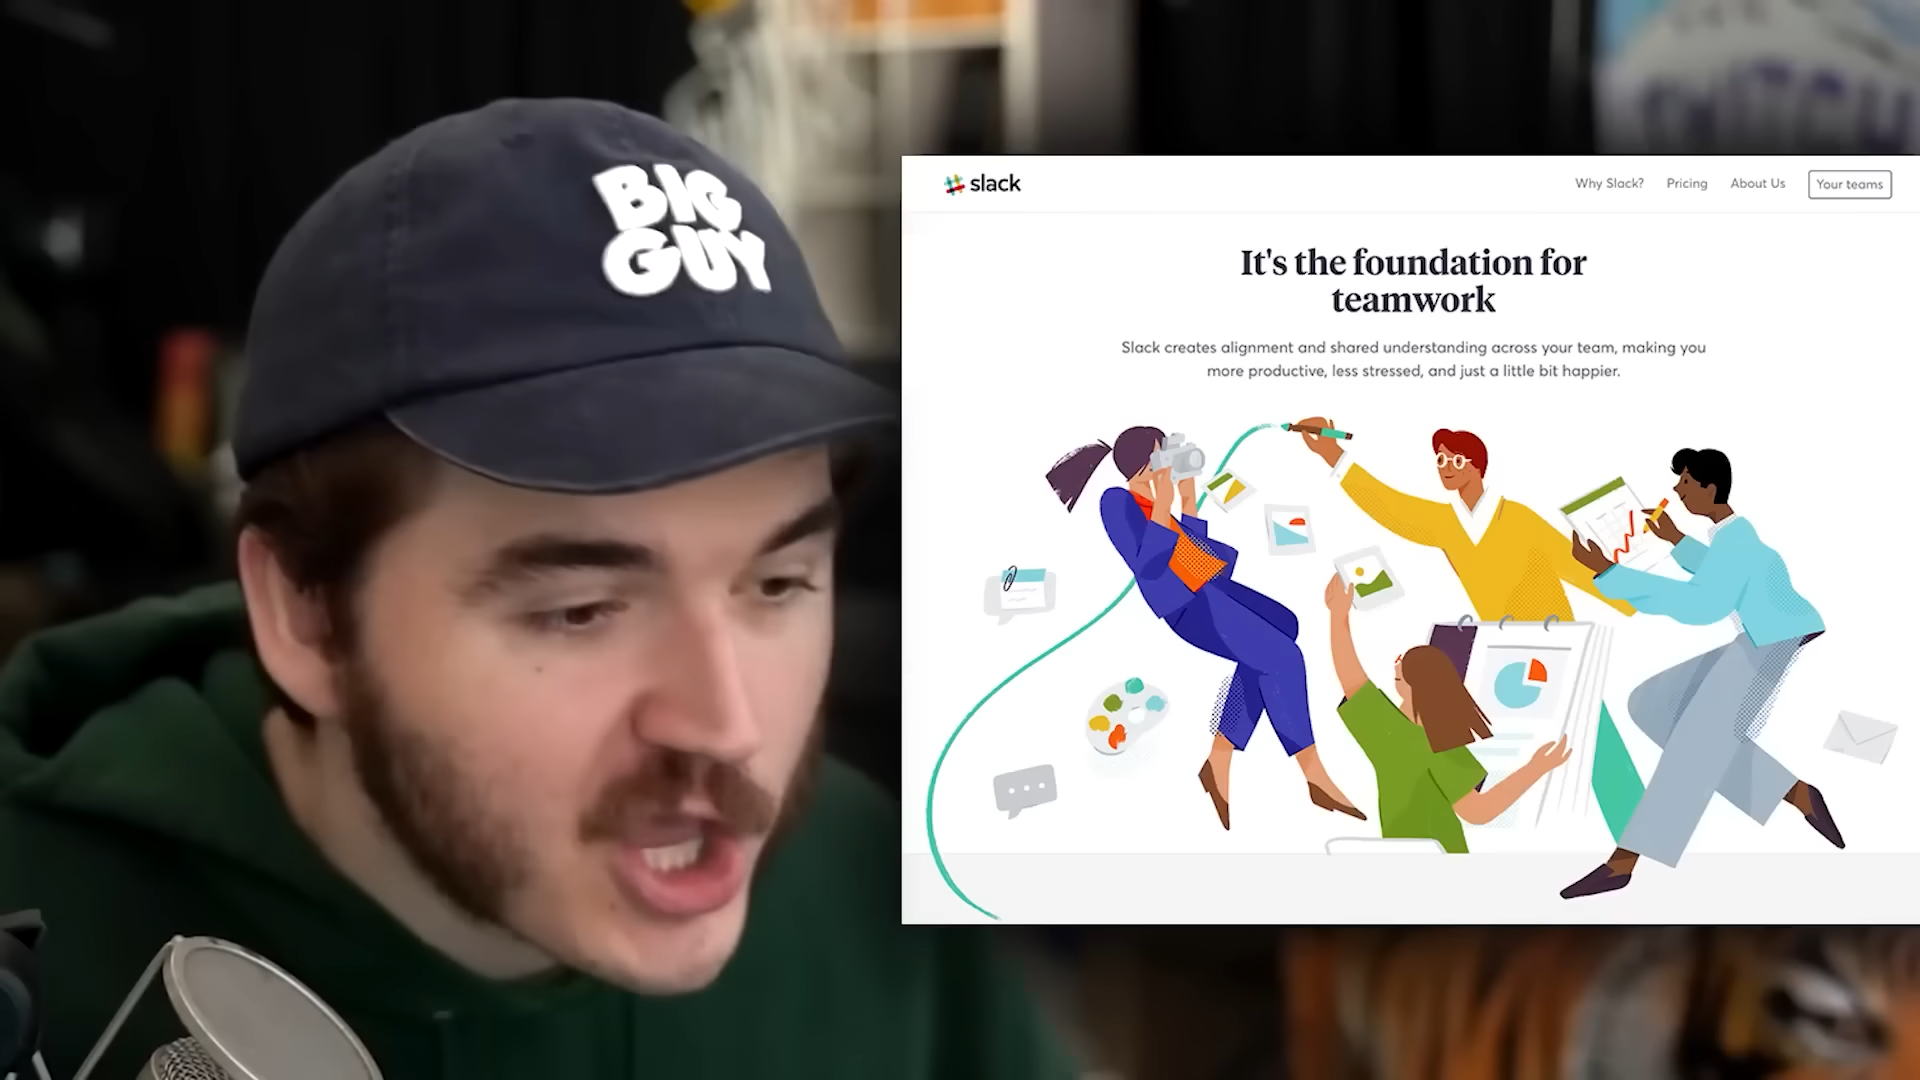 BIG
GUY
slack
Why Slack?
Pricing
About Us
Your teams
It's the foundation for
teamwork
Slack creates alignment and shared understanding across your team, making you
more productive, less stressed, and just a little bit happier.